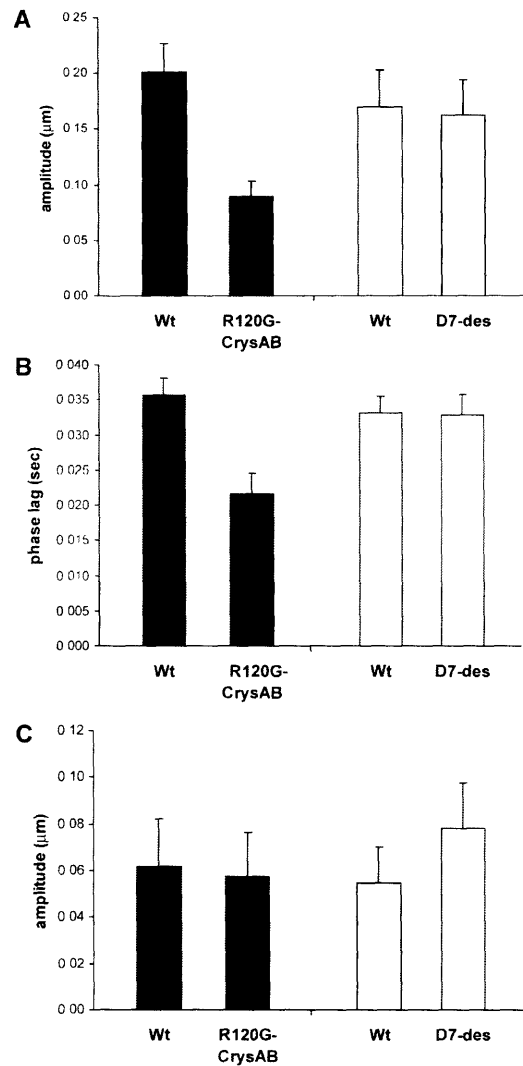 A
amplitude (μm)
0 25
0 20
0 15
0 10
0 05
0 00
Wt
R120G-
CrysAB
Wt
D7-des
B
phase lag (sec)
0 040
0 035
0 030
0 025
0 020
0 015
0 010
0 005
0 000
Wt
R120G-
CrysAB
Wt
D7-des
C
amplitude (μm)
0 12
0 10
0 08
0 06
0 04
0 02
0 00
Wt
R120G-
CrysAB
Wt
D7-des